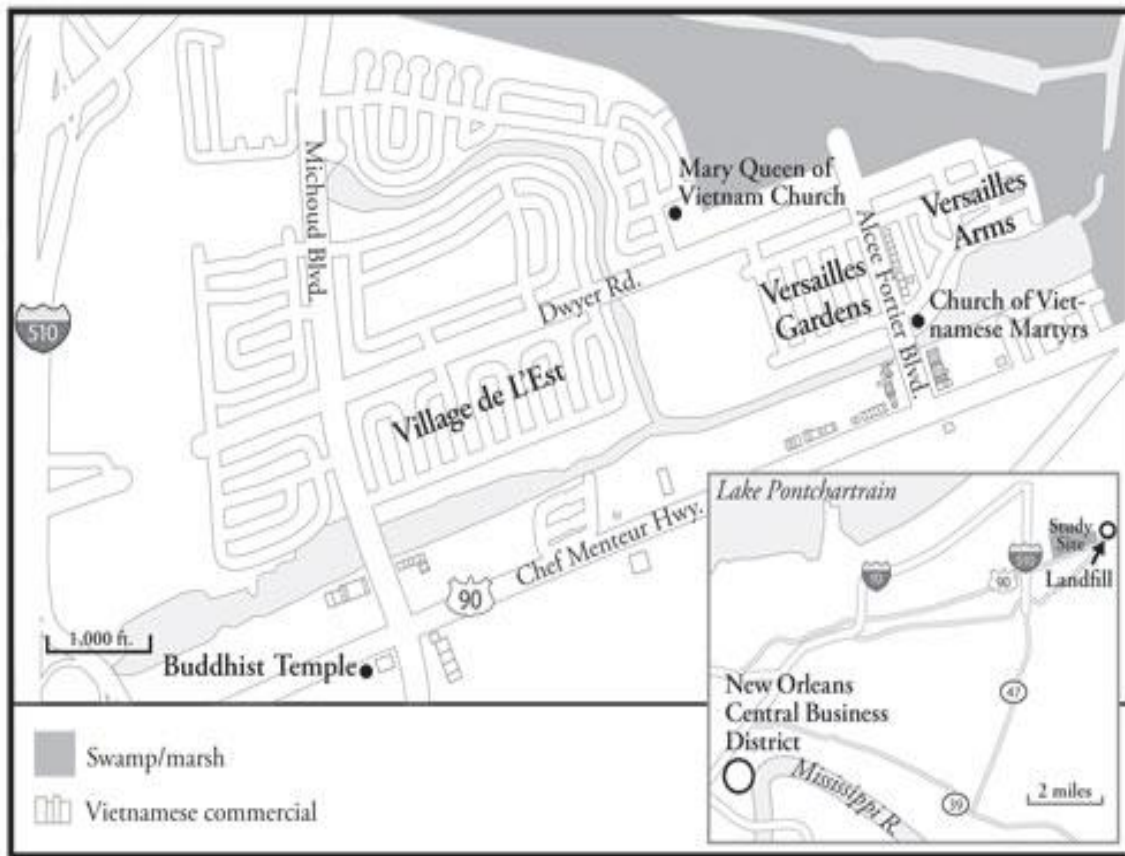 Michoud Blvd.
Mary Queen of
Vietnam Church
Alcee Fortier Blvd.
Versailles
Arms
Versailles
Gardens
Dwyer Rd.
Church of Viet-
namese Martyrs
510
Village de L'Est
Chef Menteur Hwy.
90
1,000 ft.
Buddhist Temple
Swamp/marsh
Vietnamese commercial
Lake Pontchartrain
Study
Site
Landfill
10
510
90
47
New Orleans
Central Business
District
Mississippi R.
39
2 miles